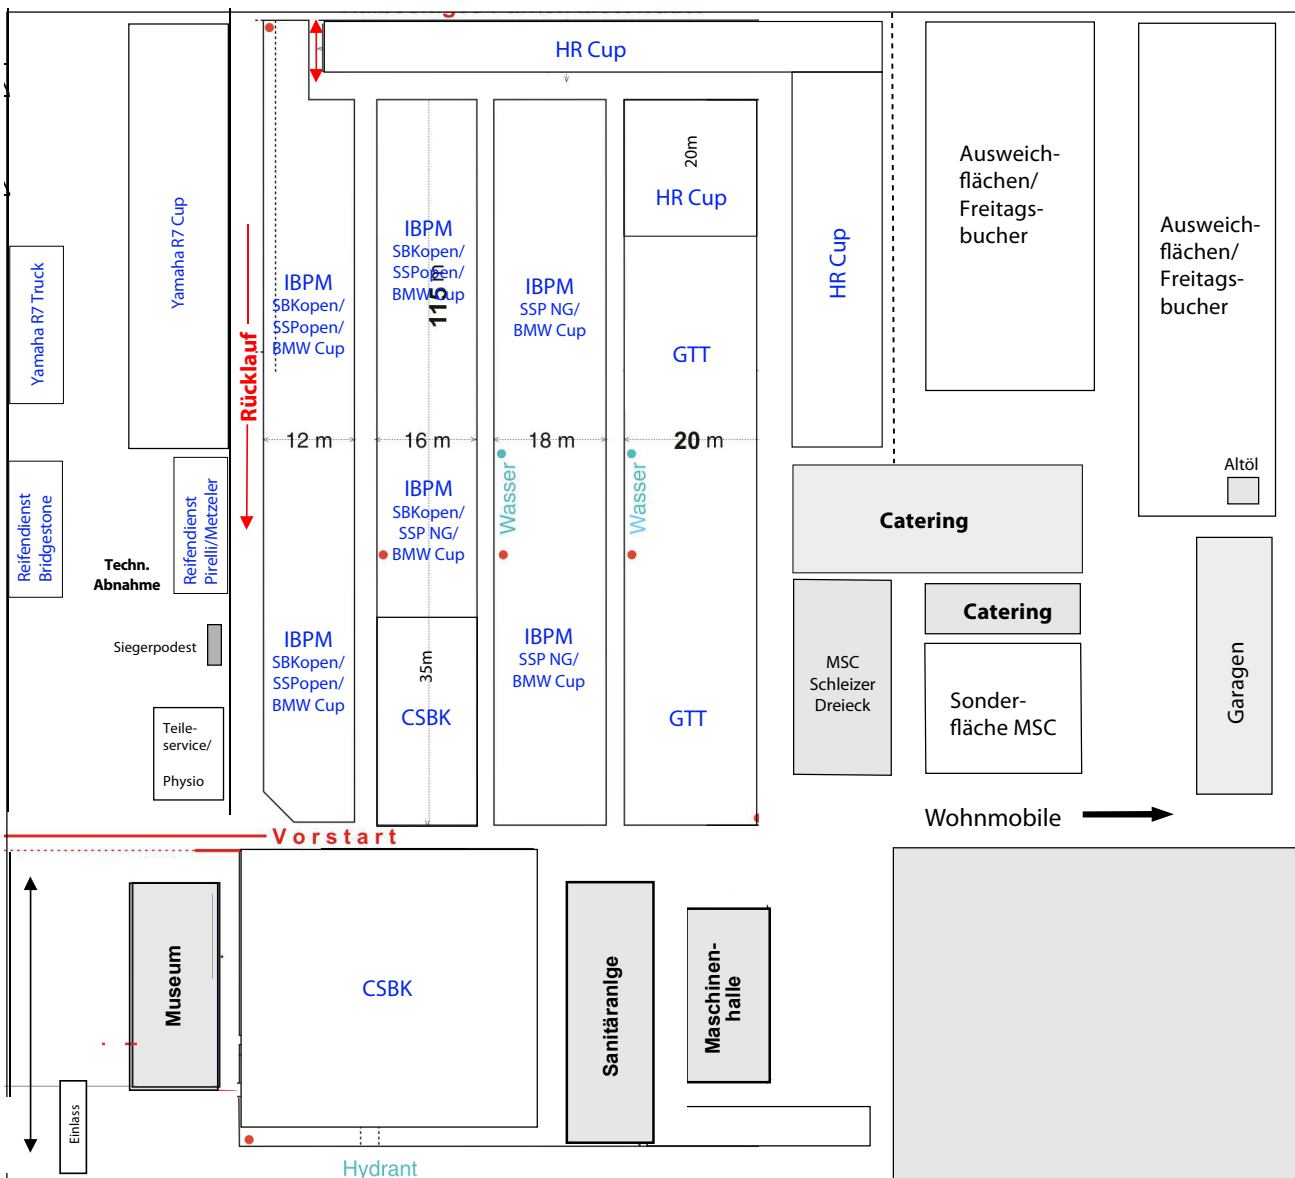 HR Cup
Yamaha R7 Cup
Yamaha R7 Truck
Rücklauf
IBPM
SBKopen/
SSPopen/
BMW Cup
12 m
IBPM
SBKopen/
SSPopen/
BMW Cup
IBPM
SBKopen/
SSPopen/
BMW Cup
115 m
16 m
IBPM
SBKopen/
SSP NG/
BMW Cup
35m
CSBK
IBPM
SSP NG/
BMW Cup
18 m
Wasser
IBPM
SSP NG/
BMW Cup
20m
HR Cup
GTT
20 m
Wasser
GTT
HR Cup
Ausweich-
flächen/
Freitags-
bucher
Ausweich-
flächen/
Freitags-
bucher
Altöl
Reifendienst
Bridgestone
Reifendienst
Pirelli/Metzeler
Techn.
Abnahme
Siegerpodest
Teile-
service/
Physio
Catering
Catering
MSC
Schleizer
Dreieck
Sonder-
fläche MSC
Garagen
Wohnmobile
Vorstart
Museum
Einlass
CSBK
Sanitäranlge
Maschinen-
halle
Hydrant